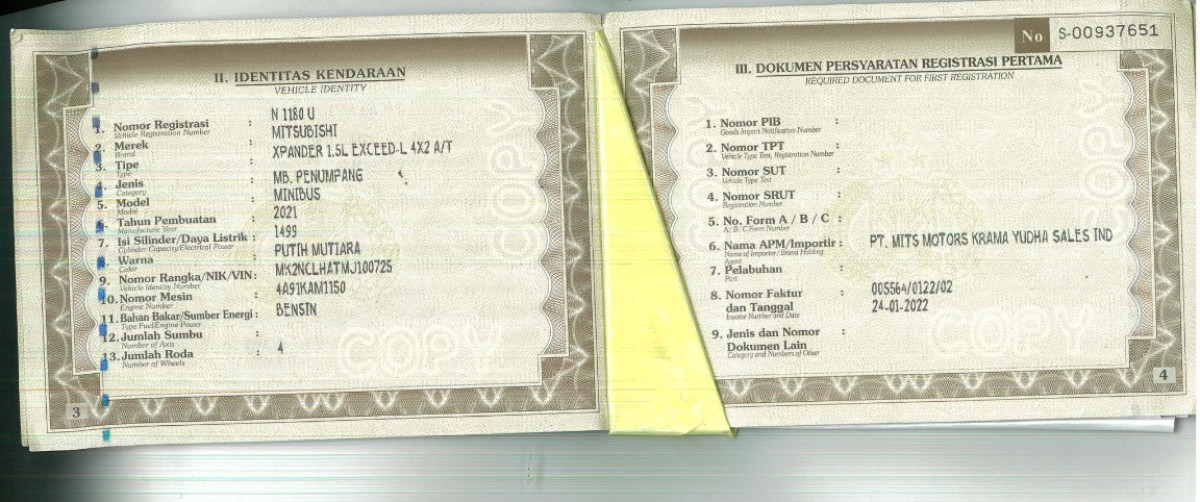 II. IDENTITAS KENDARAAN
VEHICLE IDENTITY
1. Nomor Registrasi : N 1180 U
Vehicle Registration Number
2. Merek : MITSUBISHI
Brand
3. Tipe : XPANDER 1.5L EXCEED-L 4X2 A/T
Type
4. Jenis : MB. PENUMPANG
Category
5. Model : MINIBUS
Model
6. Tahun Pembuatan : 2021
Manufacture Year
7. Isi Silinder/Daya Listrik : 1499
Cylinder Capacity/Electrical Power
8. Warna : PUTIH MUTIARA
Color
9. Nomor Rangka/NIK/VIN : MK2NCLHATMJ100725
Vehicle Identity Number
10. Nomor Mesin : 4A91KAM1150
Engine Number
11. Bahan Bakar/Sumber Energi : BENSIN
Type Fuel/Engine Power
12. Jumlah Sumbu :
Number of Axis
13. Jumlah Roda : 4
Number of Wheels
COPY
COPY
3
No S-00937651
III. DOKUMEN PERSYARATAN REGISTRASI PERTAMA
REQUIRED DOCUMENT FOR FIRST REGISTRATION
1. Nomor PIB :
Goods Import Notification Number
2. Nomor TPT :
Vehicle Type Test, Registration Number
3. Nomor SUT :
Vehicle Type Test
4. Nomor SRUT :
Registration Number
5. No. Form A / B / C :
A / B / C Form Number
6. Nama APM/Importir : PT. MITS MOTORS KRAMA YUDHA SALES IND
Name of Importer / Brand Holding
Agent
7. Pelabuhan :
Port
8. Nomor Faktur : 005564/0122/02
dan Tanggal 24-01-2022
Invoice Number and Date
9. Jenis dan Nomor :
Dokumen Lain
Category and Numbers of Other
COPY
COPY
COPY
4